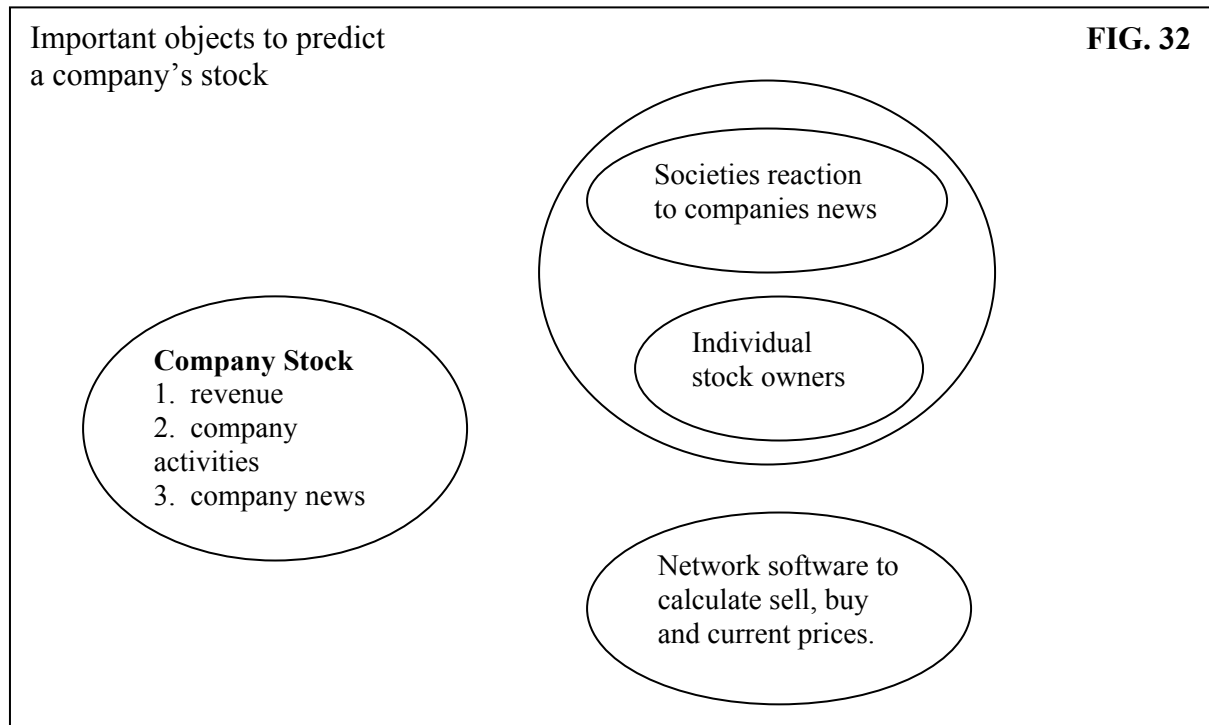 Important objects to predict
a company's stock
FIG. 32
Societies reaction
to companies news
Individual
stock owners
Company Stock
1. revenue
2. company
activities
3. company news
Network software to
calculate sell, buy
and current prices.